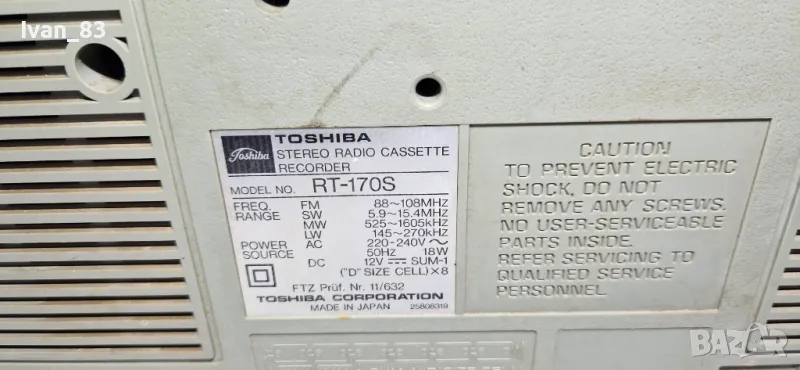 Ivan_83
Toshiba
TOSHIBA
STEREO RADIO CASSETTE
RECORDER
MODEL NO. RT-170S
FREQ. RANGE FM 88~108MHz
SW 5.9~15.4MHz
MW 525~1605kHz
LW 145~270kHz
POWER SOURCE AC 220-240V ~
50Hz 18W
DC 12V SUM-1
("D" SIZE CELL) × 8
FTZ Prüf. Nr. 11/632
TOSHIBA CORPORATION
MADE IN JAPAN 25808319
CAUTION
TO PREVENT ELECTRIC
SHOCK, DO NOT
REMOVE ANY SCREWS.
NO USER-SERVICEABLE
PARTS INSIDE.
REFER SERVICING TO
QUALIFIED SERVICE
PERSONNEL.
BAZAR